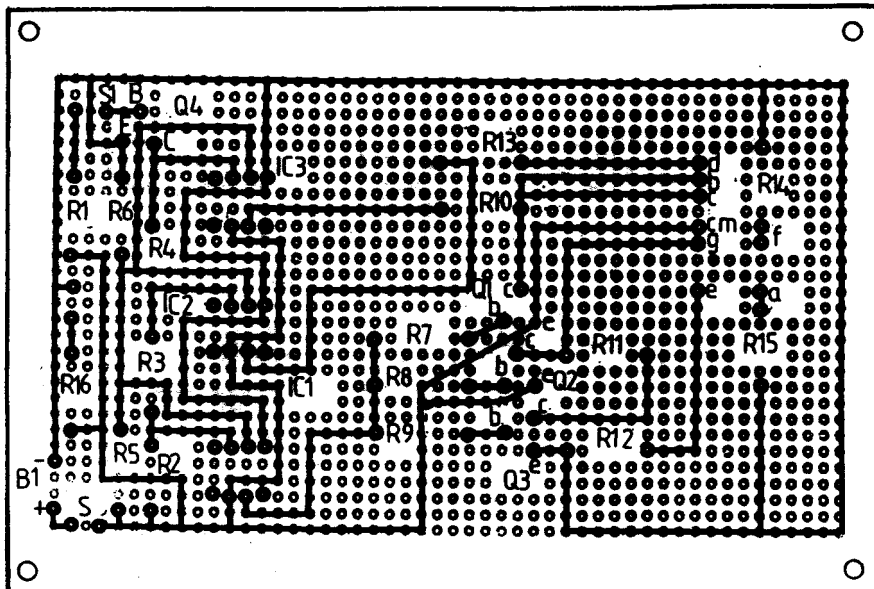 S1 B Q4
E C
IC3 R13 d
b
R1 R6 R10 c R14
R4 cm f
g
Q1 c e a
IC2 b
R7 e
R3 c R11 R15
R16 IC1 R8 b e Q2
b c
R5 R2 R9 R12
B1 - Q3 e
+ S